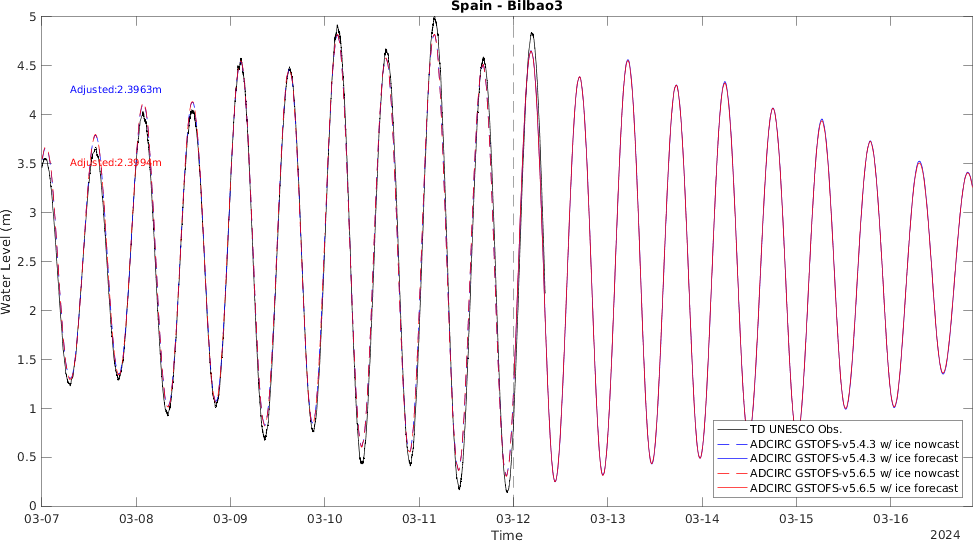 Spain - Bilbao3
5
4.5
4
3.5
3
2.5
2
1.5
1
0.5
0
Water Level (m)
Adjusted:2.3963m
Adjusted:2.3994m
TD UNESCO Obs.
ADCIRC GSTOFS-v5.4.3 w/ ice nowcast
ADCIRC GSTOFS-v5.4.3 w/ ice forecast
ADCIRC GSTOFS-v5.6.5 w/ ice nowcast
ADCIRC GSTOFS-v5.6.5 w/ ice forecast
03-07 03-08 03-09 03-10 03-11 03-12 03-13 03-14 03-15 03-16
Time
2024